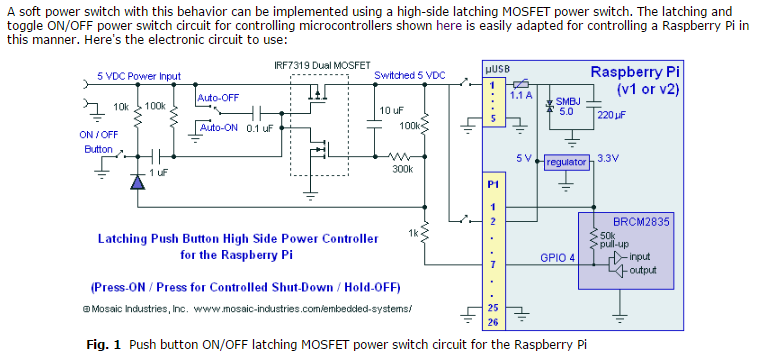 A soft power switch with this behavior can be implemented using a high-side latching MOSFET power switch. The latching and
toggle ON/OFF power switch circuit for controlling microcontrollers shown here is easily adapted for controlling a Raspberry Pi in
this manner. Here's the electronic circuit to use:
IRF7319 Dual MOSFET
5 VDC Power Input
Switched 5 VDC
µUSB
Raspberry Pi
(v1 or v2)
1
5
1.1 A
SMBJ
5.0
220 µF
10k
100k
Auto-OFF
Auto-ON
0.1 uF
10 uF
100k
300k
ON / OFF
Button
1 uF
5 V
regulator
3.3V
P1
1
2
7
25
26
1k
GPIO 4
BRCM2835
50k
pull-up
input
output
Latching Push Button High Side Power Controller
for the Raspberry Pi
(Press-ON / Press for Controlled Shut-Down / Hold-OFF)
© Mosaic Industries, Inc. www.mosaic-industries.com/embedded-systems/
Fig. 1 Push button ON/OFF latching MOSFET power switch circuit for the Raspberry Pi